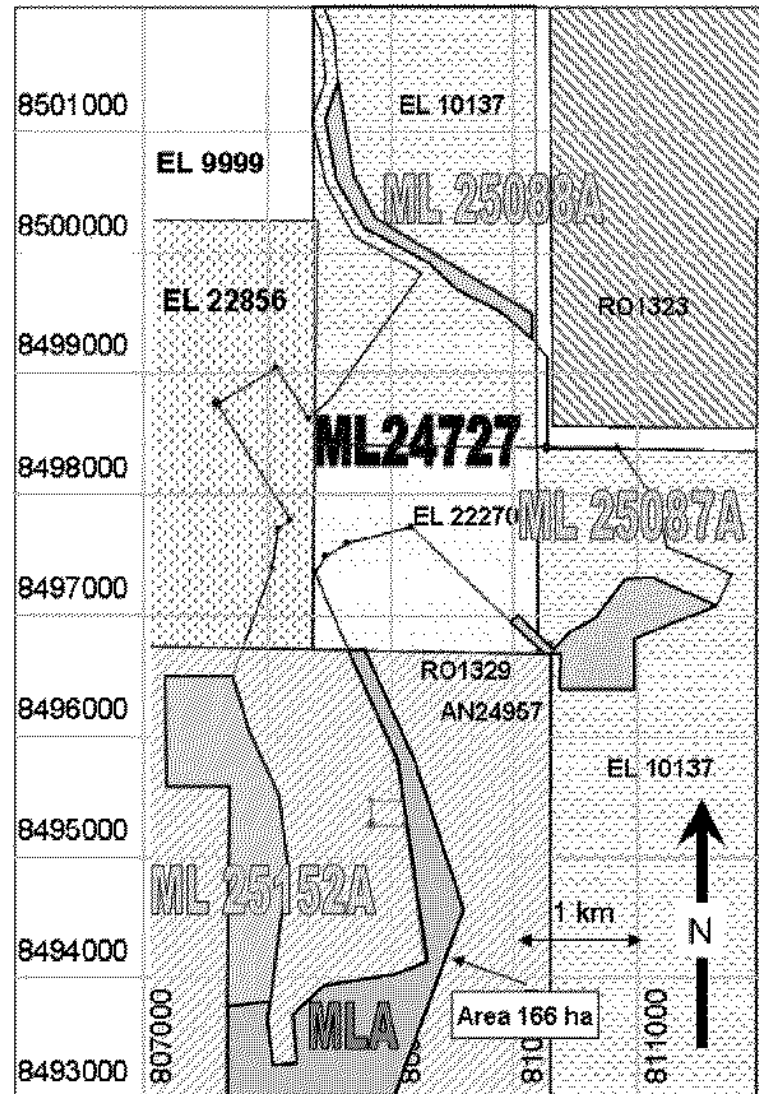 8501000
EL 10137
EL 9999
ML 25088A
8500000
EL 22856
RO1323
8499000
ML24727
8498000
EL 22270
ML 25087A
8497000
RO1329
8496000
AN24957
EL 10137
8495000
ML 25152A
1 km
N
8494000
807000
811000
Area 166 ha
MLA
8493000